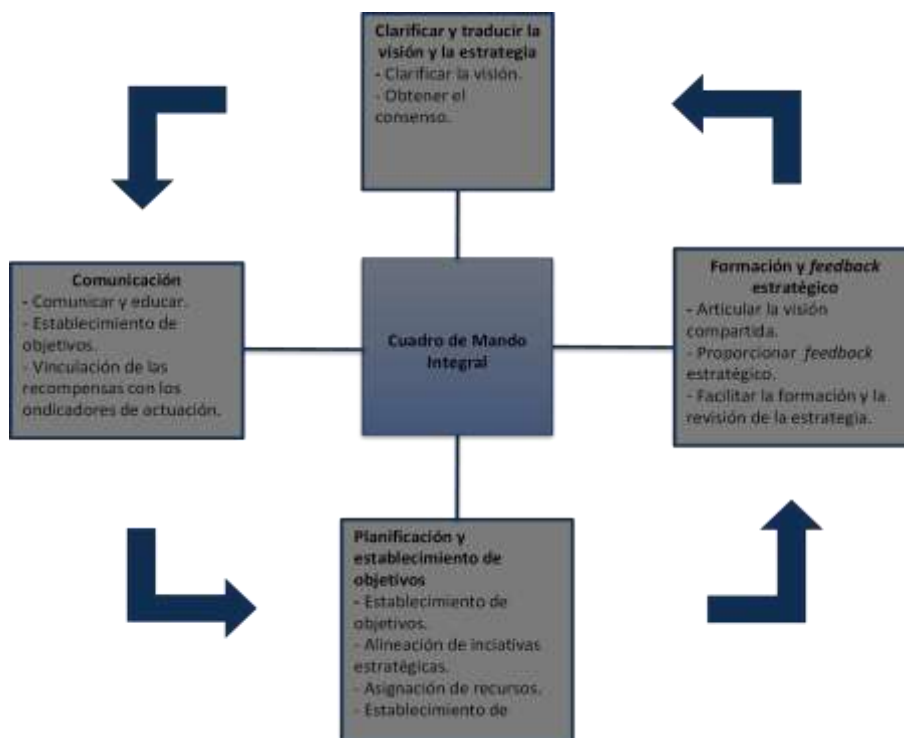 Clarificar y traducir la
visión y la estrategia
- Clarificar la visión.
- Obtener el
consenso.
Comunicación
- Comunicar y educar.
- Establecimiento de
objetivos.
- Vinculación de las
recompensas con los
ondicadores de actuación.
Cuadro de Mando
Integral
Formación y feedback
estratégico
- Articular la visión
compartida.
- Proporcionar feedback
estratégico.
- Facilitar la formación y la
revisión de la estrategia.
Planificación y
establecimiento de
objetivos
- Establecimiento de
objetivos.
- Alineación de inciativas
estratégicas.
- Asignación de recursos.
- Establecimiento de